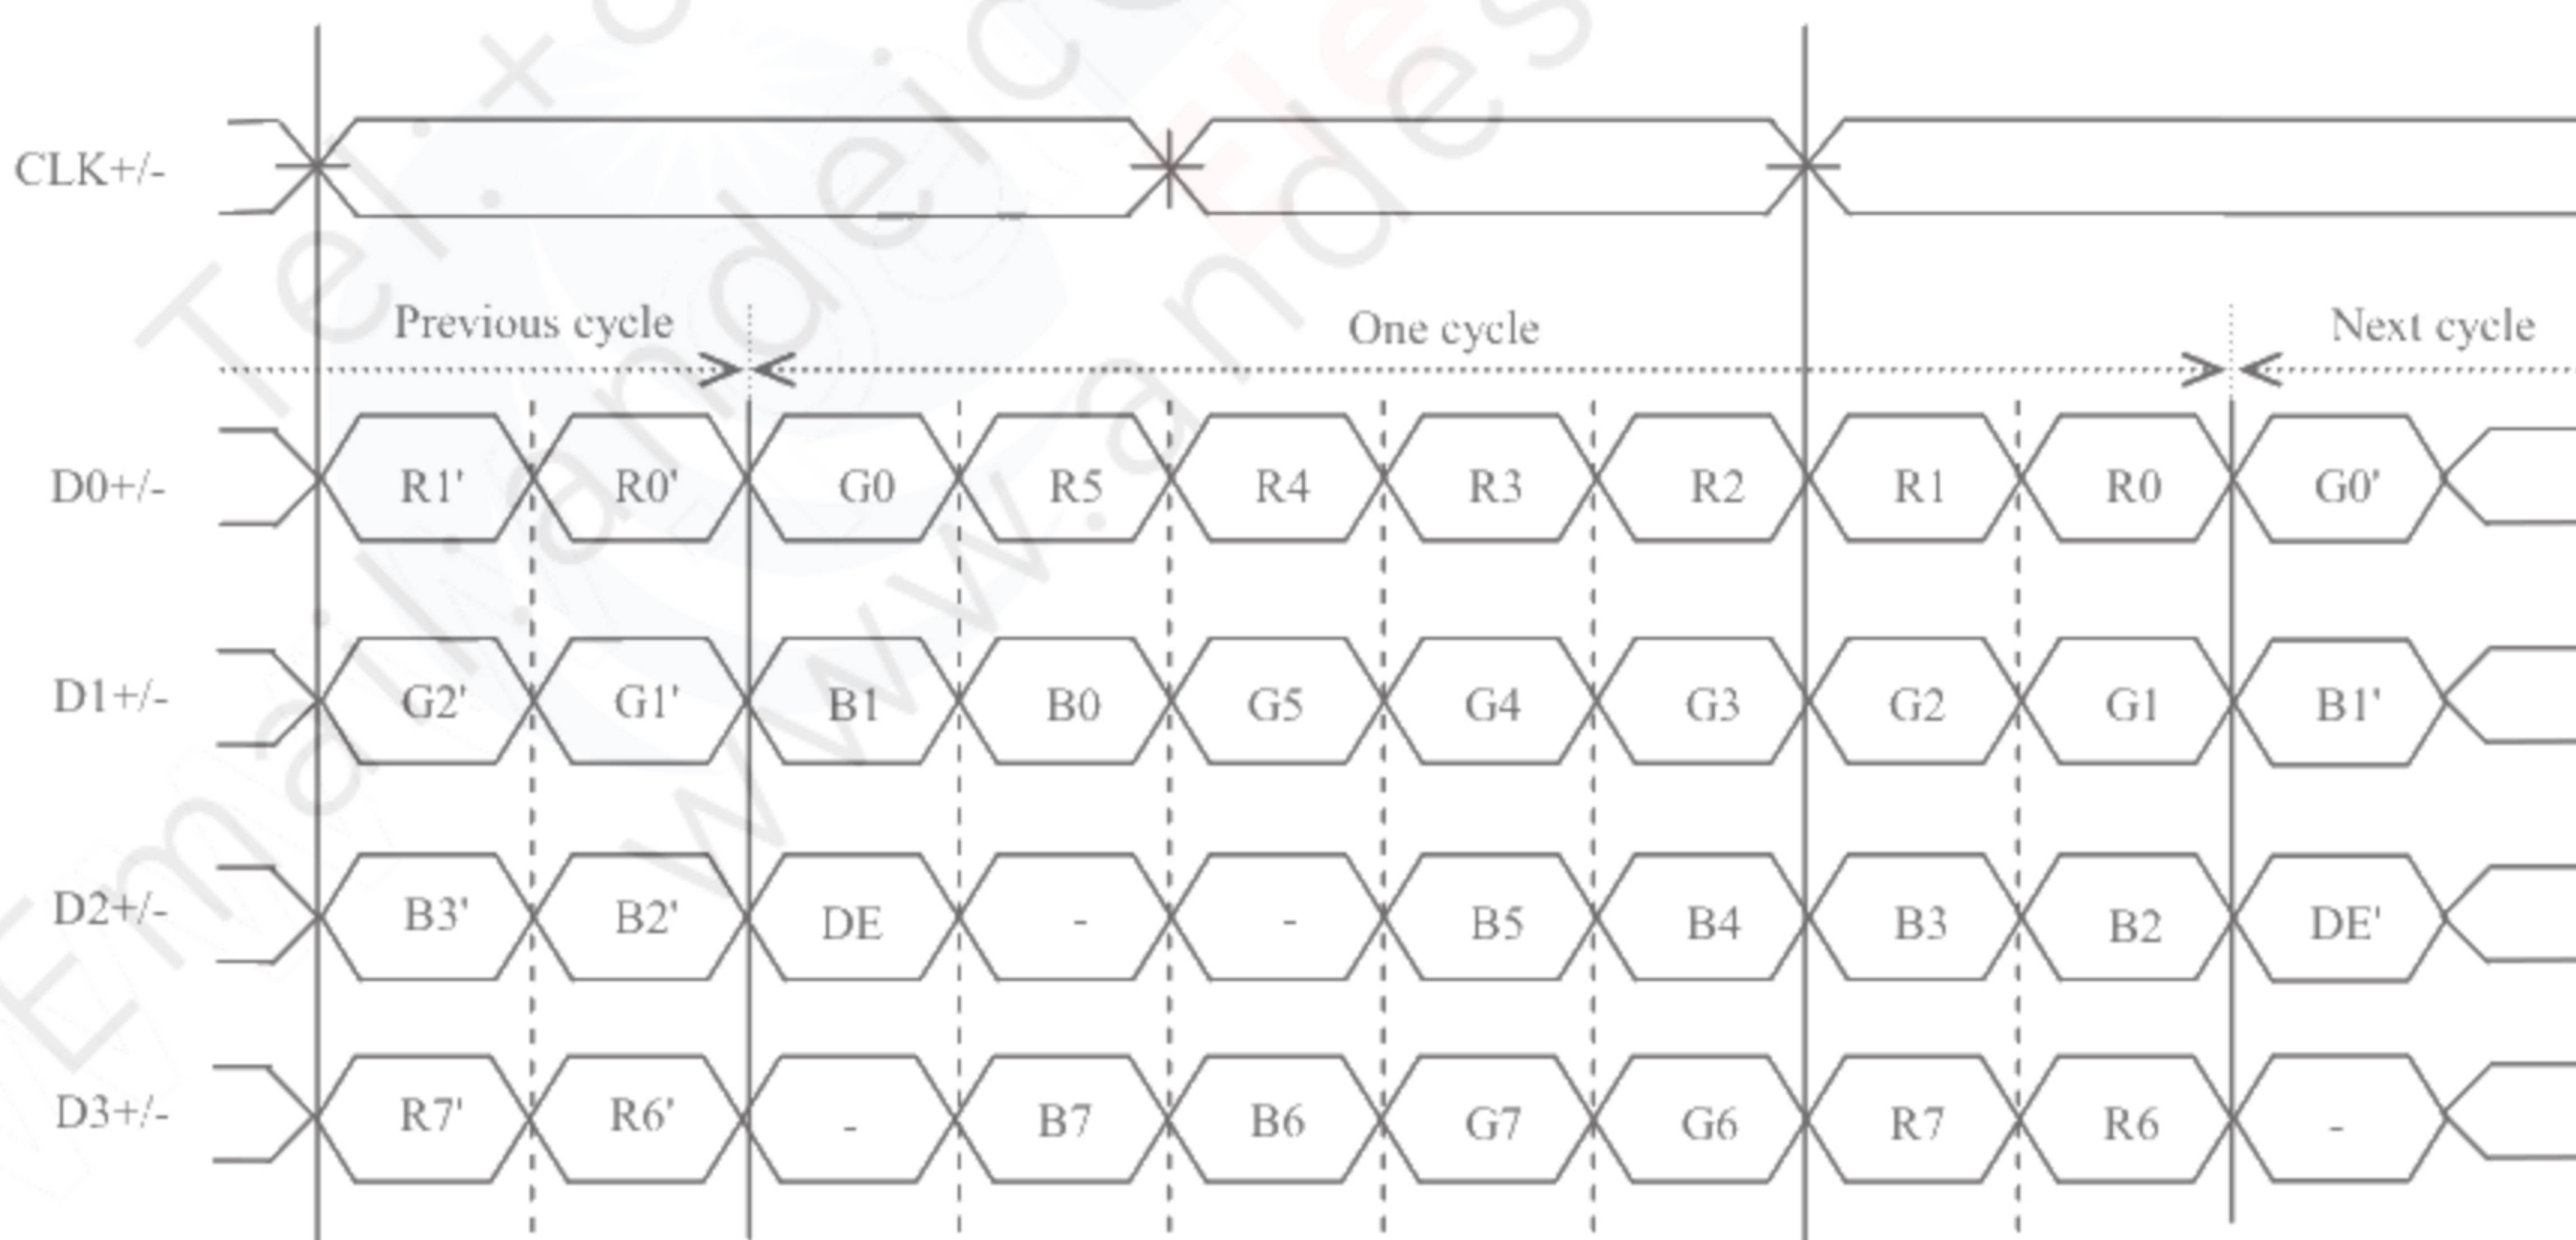 CLK+/-
Previous cycle One cycle Next cycle
D0+/- R1' R0' G0 R5 R4 R3 R2 R1 R0 G0'
D1+/- G2' G1' B1 B0 G5 G4 G3 G2 G1 B1'
D2+/- B3' B2' DE - - B5 B4 B3 B2 DE'
D3+/- R7' R6' - B7 B6 G7 G6 R7 R6 -